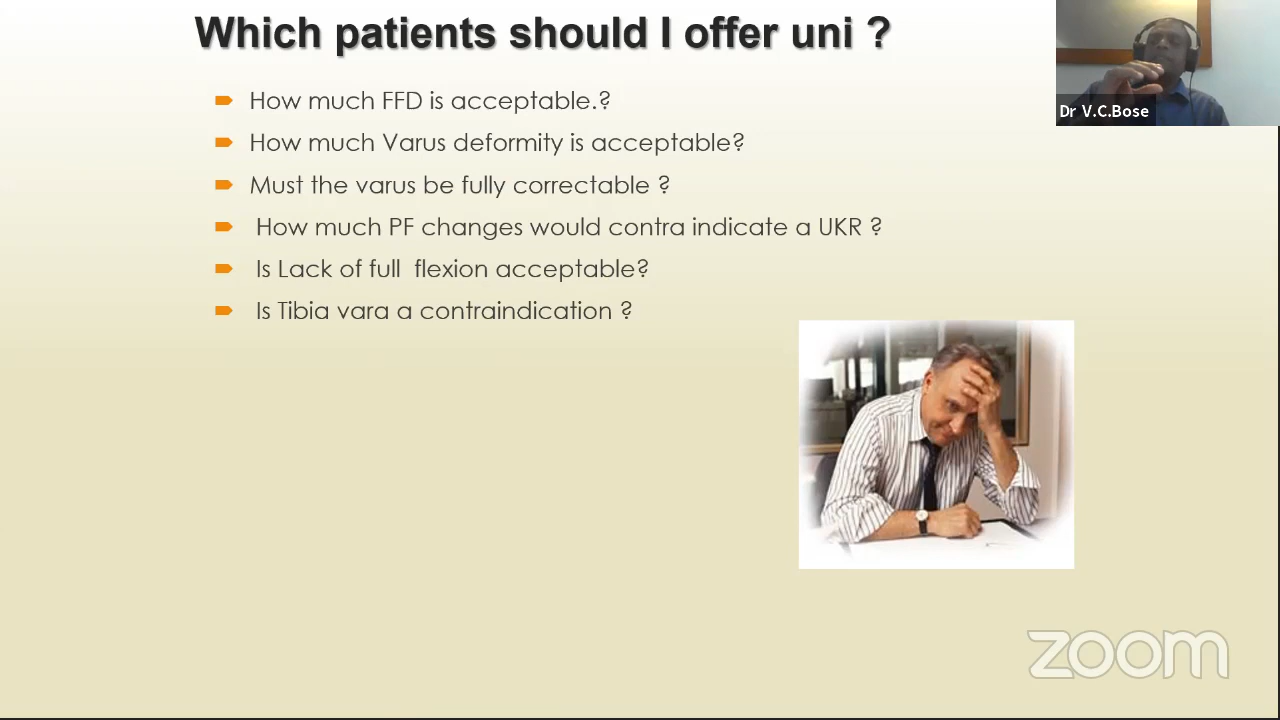 Which patients should I offer uni ?
How much FFD is acceptable.?
How much Varus deformity is acceptable?
Must the varus be fully correctable ?
How much PF changes would contra indicate a UKR ?
Is Lack of full flexion acceptable?
Is Tibia vara a contraindication ?
Dr V.C.Bose
zoom